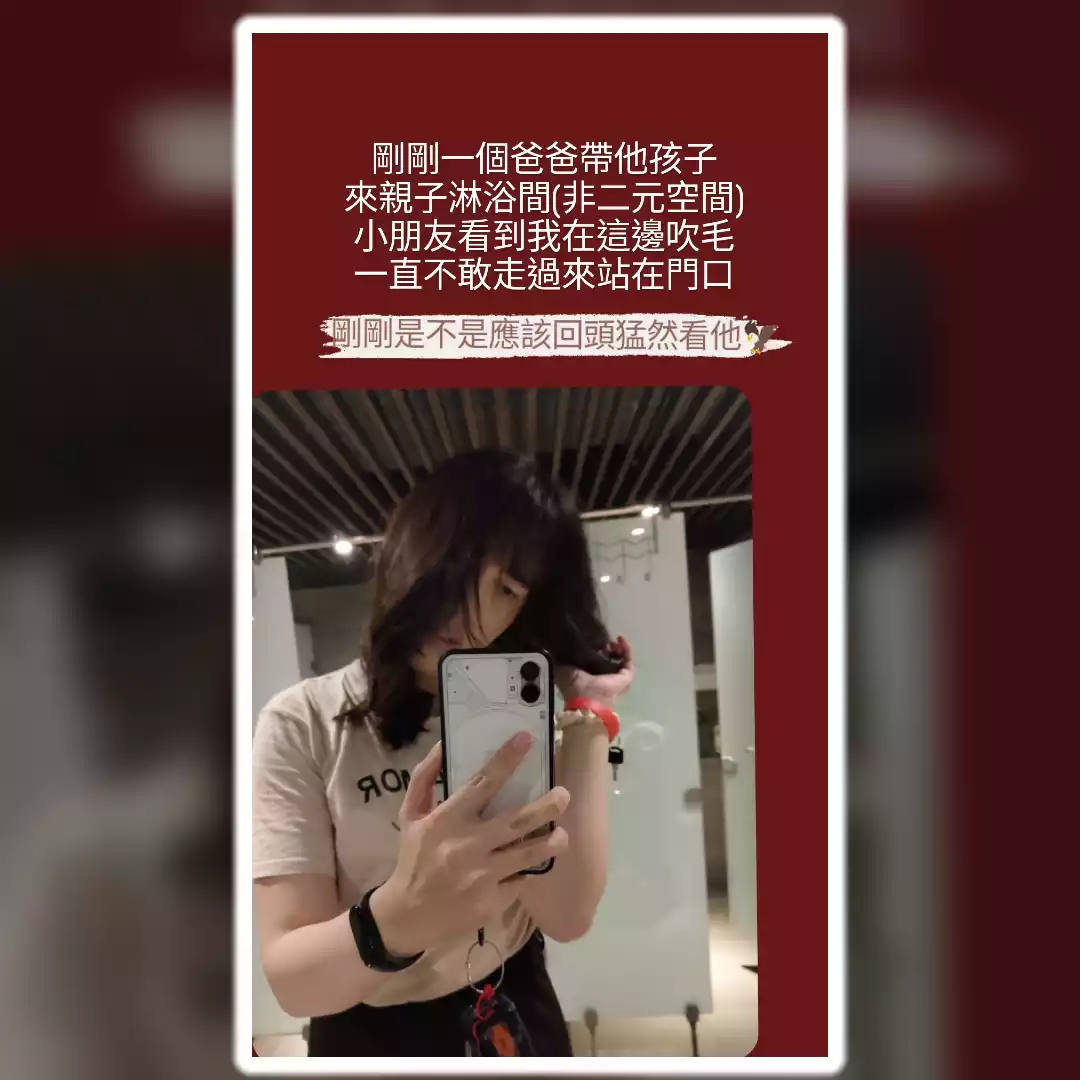 剛剛一個爸爸帶他孩子
來親子淋浴間(非二元空間)
小朋友看到我在這邊吹毛
一直不敢走過來站在門口
剛剛是不是應該回頭猛然看他🦅